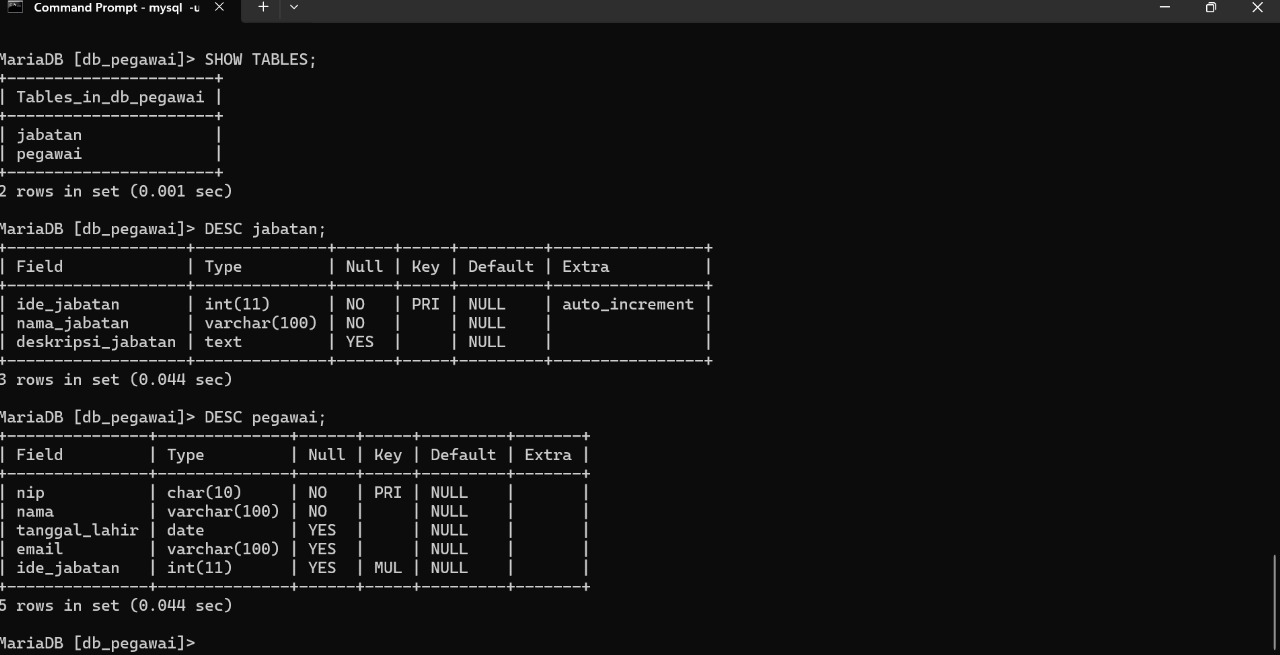 Command Prompt - mysql -u
MariaDB [db_pegawai]> SHOW TABLES;
+----------------------+
| Tables_in_db_pegawai |
+----------------------+
| jabatan              |
| pegawai              |
+----------------------+
2 rows in set (0.001 sec)
MariaDB [db_pegawai]> DESC jabatan;
+-------------------+--------------+------+-----+---------+----------------+
| Field             | Type         | Null | Key | Default | Extra          |
+-------------------+--------------+------+-----+---------+----------------+
| ide_jabatan       | int(11)      | NO   | PRI | NULL    | auto_increment |
| nama_jabatan      | varchar(100) | NO   |     | NULL    |                |
| deskripsi_jabatan | text         | YES  |     | NULL    |                |
+-------------------+--------------+------+-----+---------+----------------+
3 rows in set (0.044 sec)
MariaDB [db_pegawai]> DESC pegawai;
+---------------+--------------+------+-----+---------+-------+
| Field         | Type         | Null | Key | Default | Extra |
+---------------+--------------+------+-----+---------+-------+
| nip           | char(10)     | NO   | PRI | NULL    |       |
| nama          | varchar(100) | NO   |     | NULL    |       |
| tanggal_lahir | date         | YES  |     | NULL    |       |
| email         | varchar(100) | YES  |     | NULL    |       |
| ide_jabatan   | int(11)      | YES  | MUL | NULL    |       |
+---------------+--------------+------+-----+---------+-------+
5 rows in set (0.044 sec)
MariaDB [db_pegawai]>